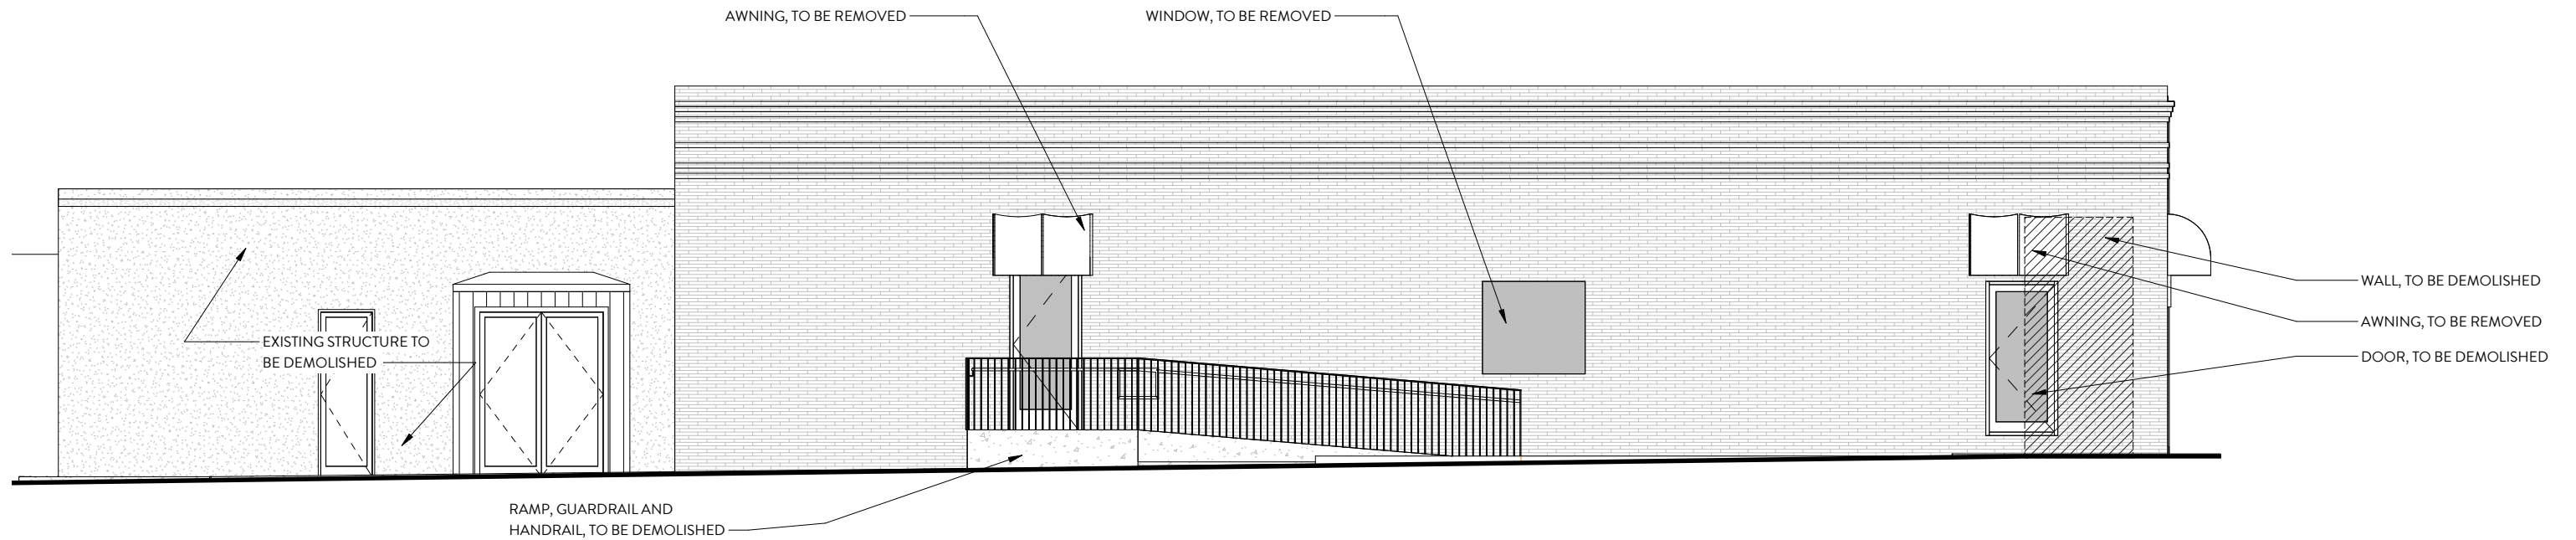 AWNING, TO BE REMOVED
WINDOW, TO BE REMOVED
WALL, TO BE DEMOLISHED
AWNING, TO BE REMOVED
EXISTING STRUCTURE TO
BE DEMOLISHED
DOOR, TO BE DEMOLISHED
RAMP, GUARDRAIL AND
HANDRAIL, TO BE DEMOLISHED